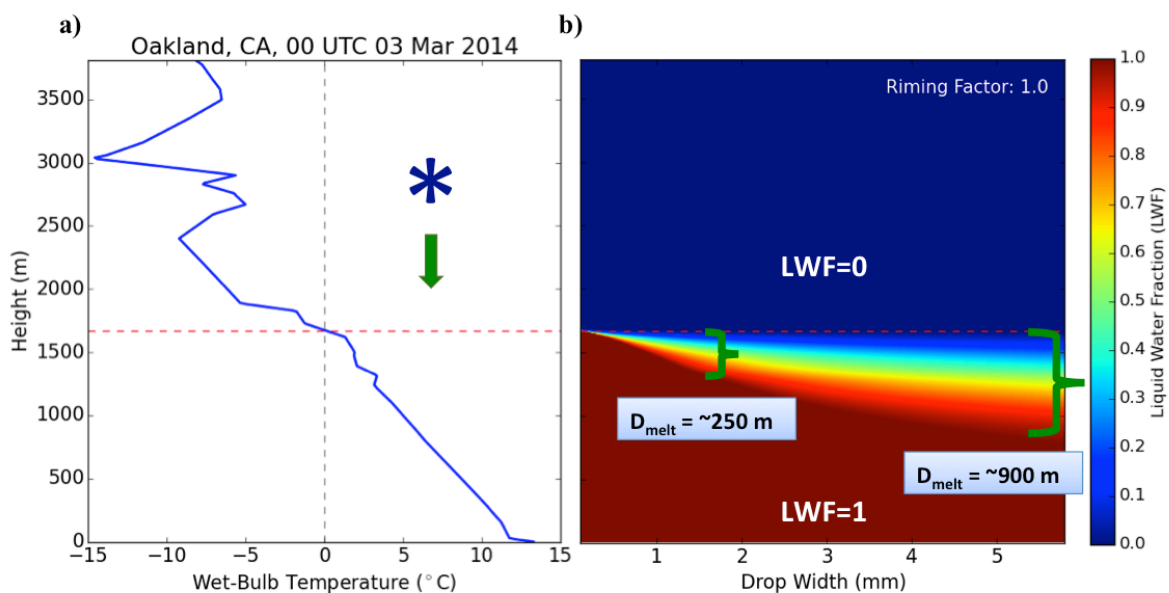 a)
Oakland, CA, 00 UTC 03 Mar 2014
3500
3000
2500
2000
1500
1000
500
0
Height (m)
−15 −10 −5 0 5 10 15
Wet-Bulb Temperature (°C)
b)
Riming Factor: 1.0
LWF=0
Dmelt = ~250 m
Dmelt = ~900 m
LWF=1
1 2 3 4 5
Drop Width (mm)
1.0
0.9
0.8
0.7
0.6
0.5
0.4
0.3
0.2
0.1
0.0
Liquid Water Fraction (LWF)